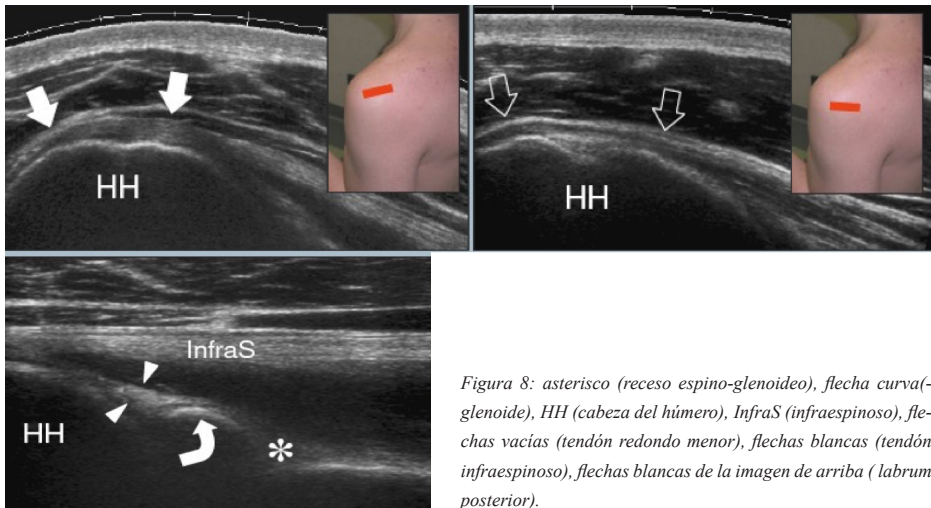 HH
HH
InfraS
HH
*
Figura 8: asterisco (receso espino-glenoideo), flecha curva(-
glenoide), HH (cabeza del húmero), InfraS (infraespinoso), fle-
chas vacías (tendón redondo menor), flechas blancas (tendón
infraespinoso), flechas blancas de la imagen de arriba ( labrum
posterior).